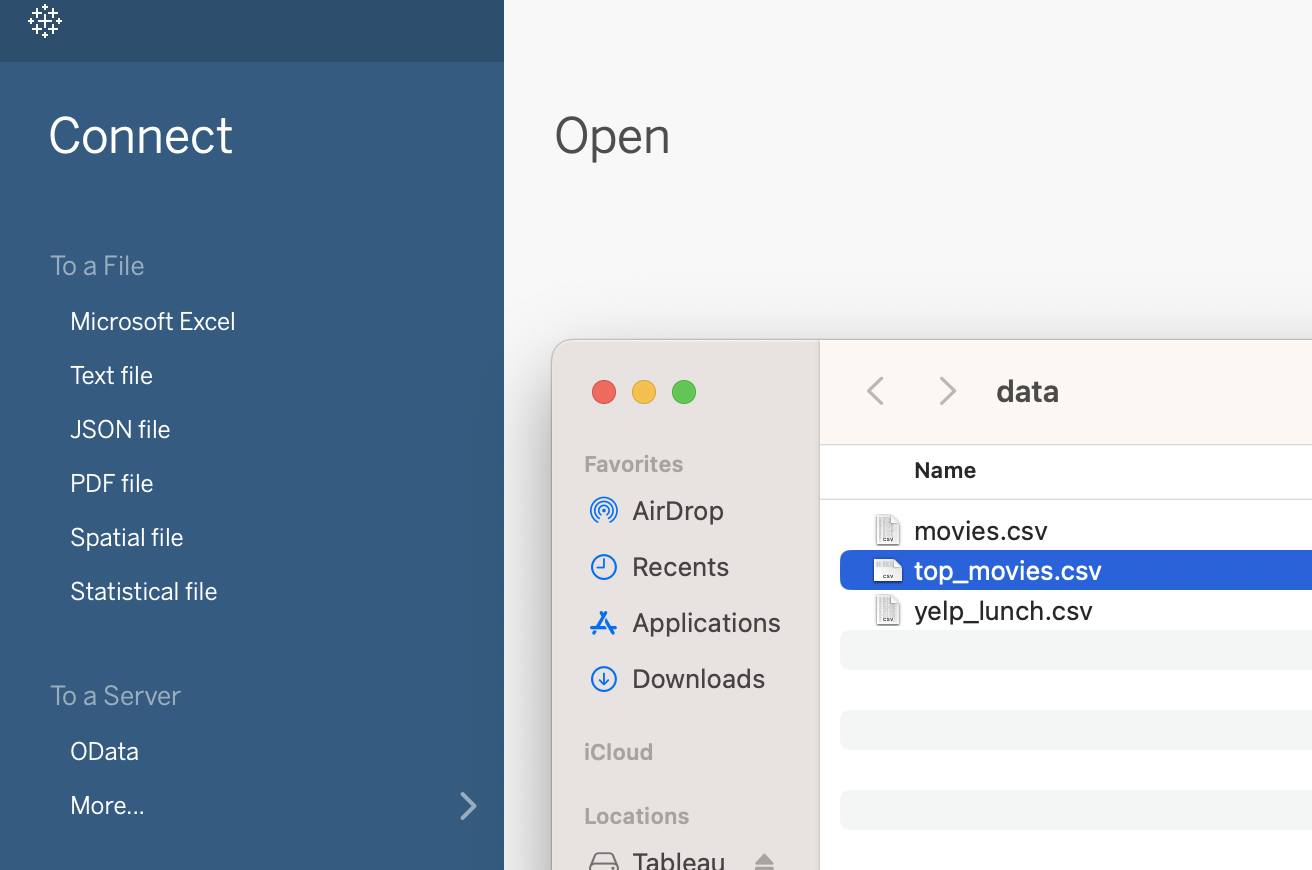 Connect
To a File
Microsoft Excel
Text file
JSON file
PDF file
Spatial file
Statistical file
To a Server
OData
More...
Open
data
Favorites
AirDrop
Recents
Applications
Downloads
iCloud
Locations
Tableau
Name
movies.csv
top_movies.csv
yelp_lunch.csv